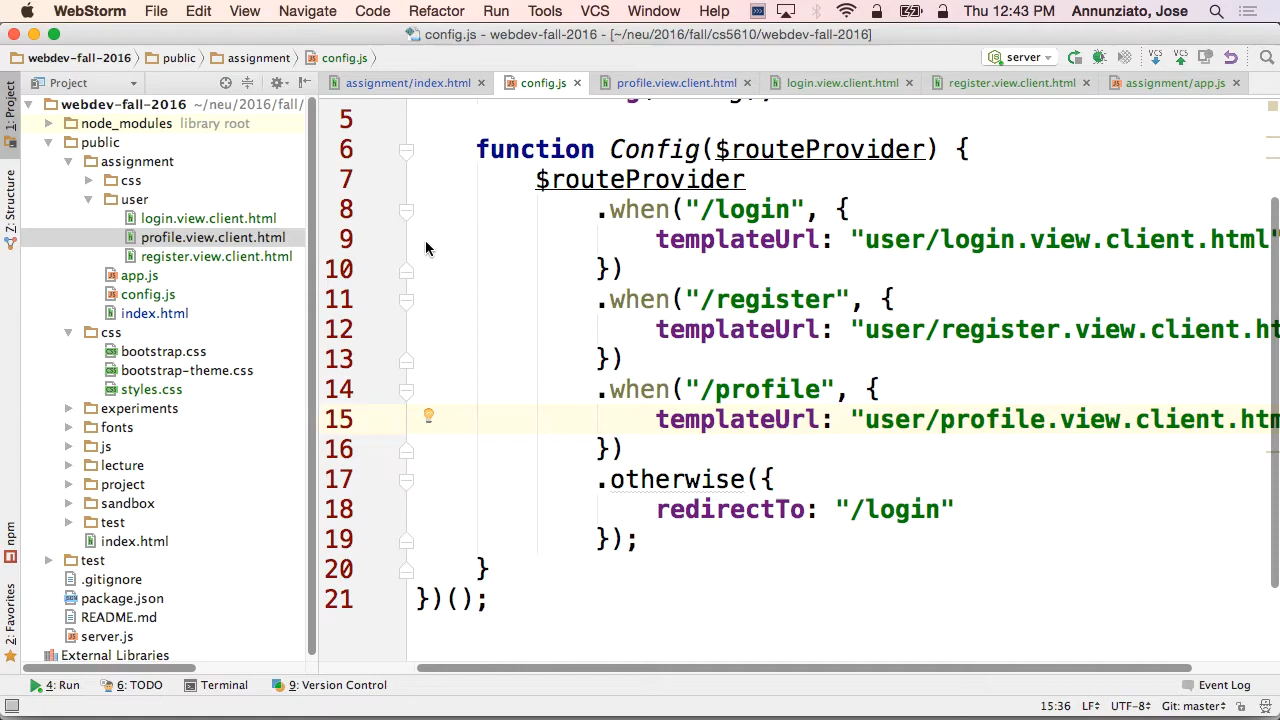 WebStorm File Edit View Navigate Code Refactor Run Tools VCS Window Help Thu 12:43 PM Annunziato, Jose
config.js - webdev-fall-2016 - [~/neu/2016/fall/cs5610/webdev-fall-2016]
webdev-fall-2016 public assignment config.js server VCS VCS
Project assignment/index.html config.js profile.view.client.html login.view.client.html register.view.client.html assignment/app.js
1: Project
Z: Structure
npm
2: Favorites
webdev-fall-2016 ~/neu/2016/fall/
node_modules library root
public
assignment
css
user
login.view.client.html
profile.view.client.html
register.view.client.html
app.js
config.js
index.html
css
bootstrap.css
bootstrap-theme.css
styles.css
experiments
fonts
js
lecture
project
sandbox
test
index.html
test
.gitignore
package.json
README.md
server.js
External Libraries
5
6 function Config($routeProvider) {
7 $routeProvider
8 .when("/login", {
9 templateUrl: "user/login.view.client.html"
10 })
11 .when("/register", {
12 templateUrl: "user/register.view.client.ht
13 })
14 .when("/profile", {
15 templateUrl: "user/profile.view.client.htm
16 })
17 .otherwise({
18 redirectTo: "/login"
19 });
20 }
21 })();
4: Run 6: TODO Terminal 9: Version Control Event Log
15:36 LF UTF-8 Git: master